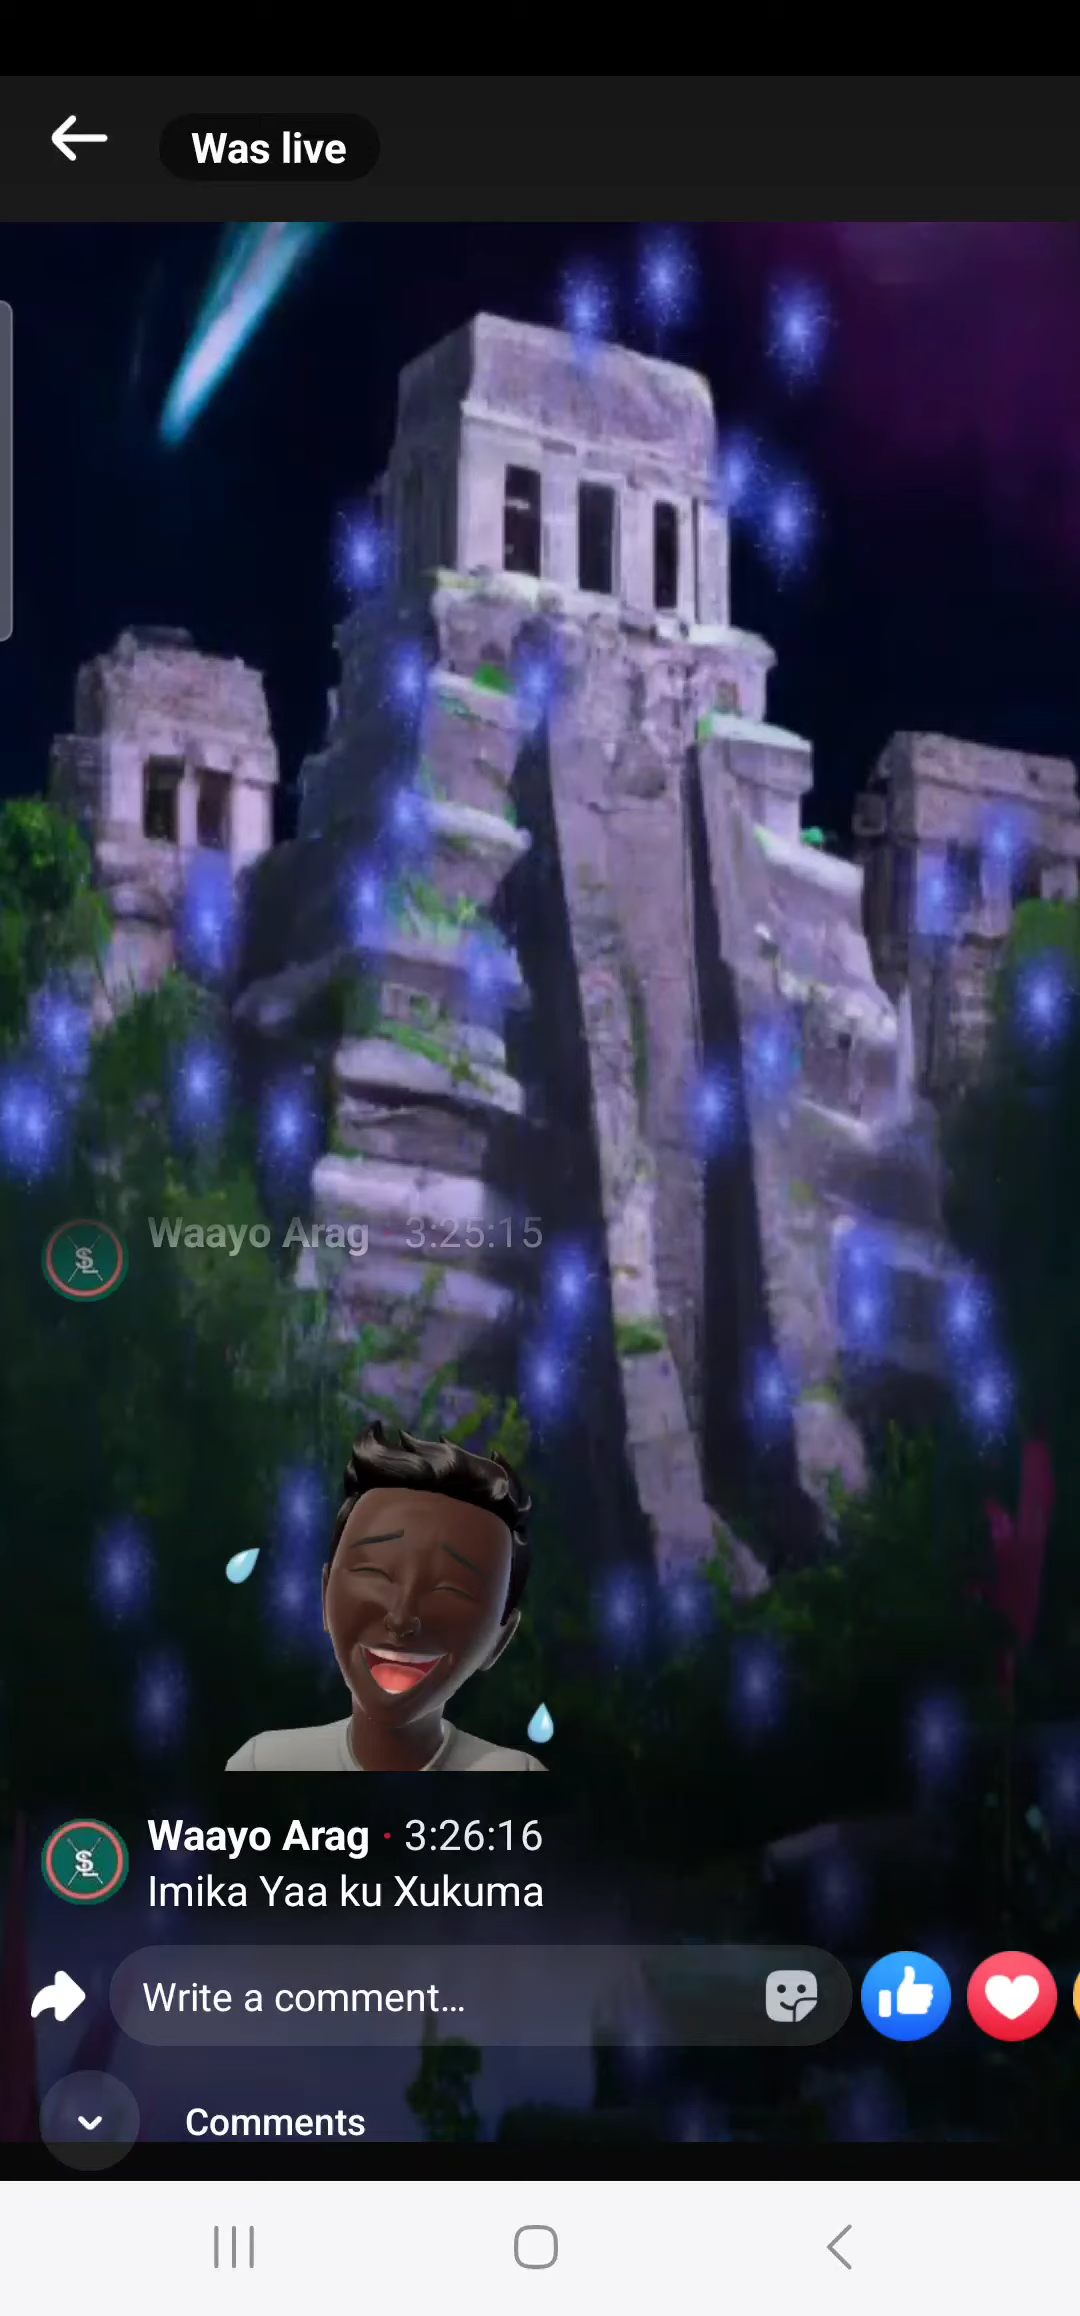 Was live
Waayo Arag · 3:25:15
Waayo Arag · 3:26:16
Imika Yaa ku Xukuma
Write a comment...
Comments